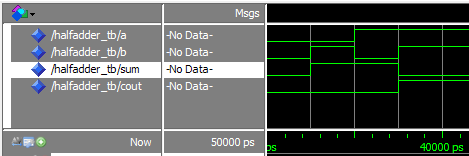 Msgs
/halfadder_tb/a -No Data-
/halfadder_tb/b -No Data-
/halfadder_tb/sum -No Data-
/halfadder_tb/cout -No Data-
Now 50000 ps 40000 ps